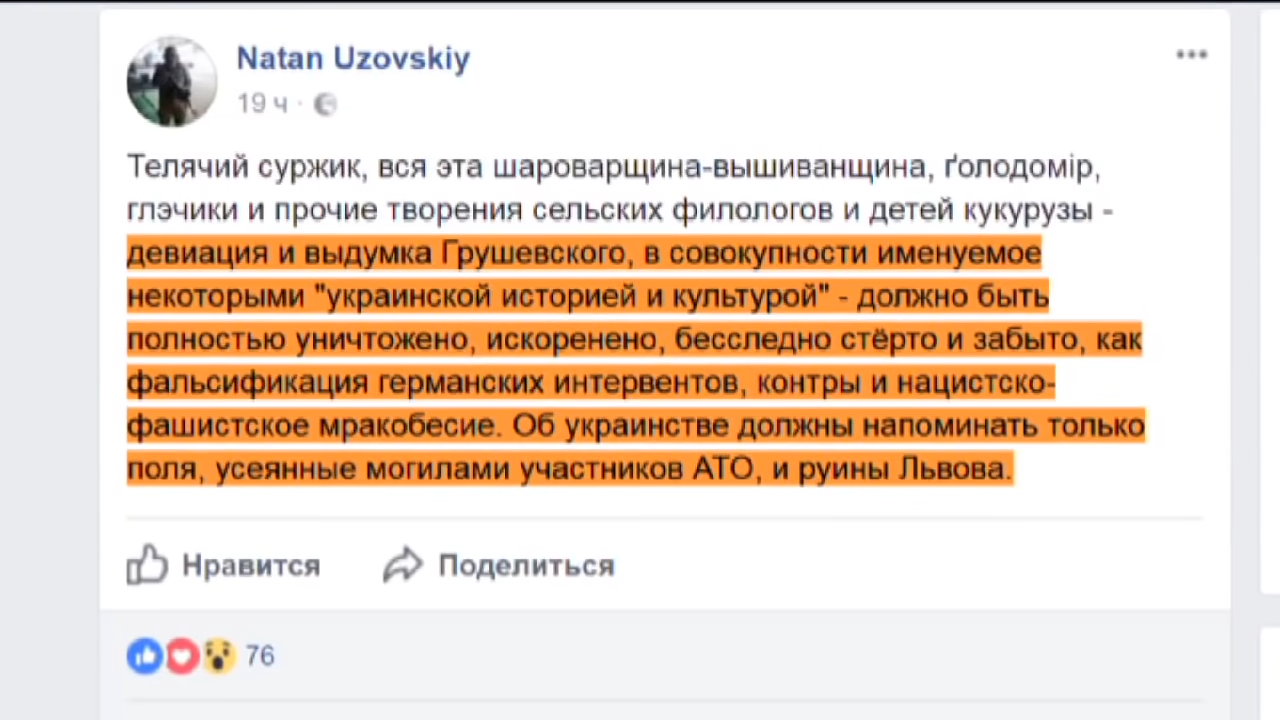 Natan Uzovskiy
19 ч ·
Телячий суржик, вся эта шароварщина-вышиванщина, ґолодомір,
глэчики и прочие творения сельских филологов и детей кукурузы -
девиация и выдумка Грушевского, в совокупности именуемое
некоторыми "украинской историей и культурой" - должно быть
полностью уничтожено, искоренено, бесследно стёрто и забыто, как
фальсификация германских интервентов, контры и нацистско-
фашистское мракобесие. Об украинстве должны напоминать только
поля, усеянные могилами участников АТО, и руины Львова.
Нравится Поделиться
76